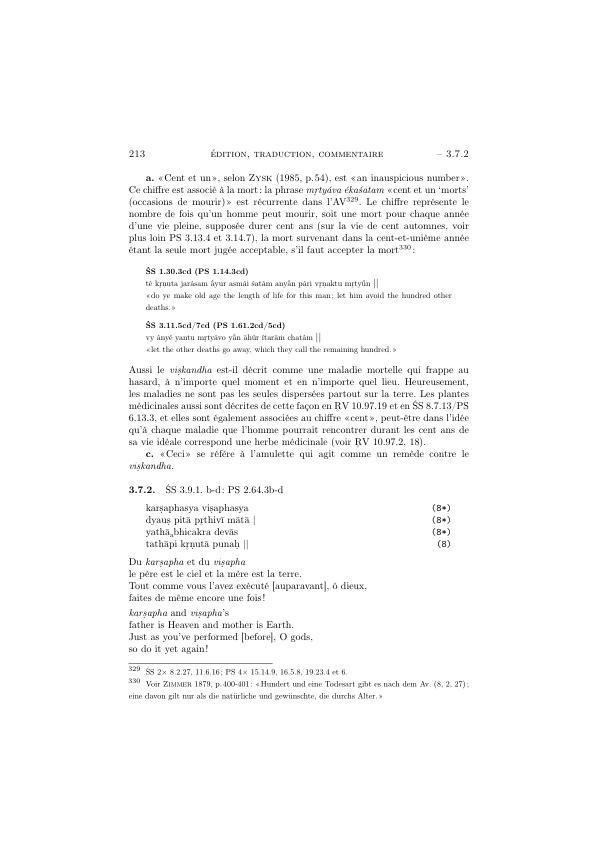 213 ÉDITION, TRADUCTION, COMMENTAIRE – 3.7.2
a. « Cent et un », selon ZYSK (1985, p. 54), est « an inauspicious number ».
Ce chiffre est associé à la mort : la phrase mṛtyáva ékaśatam « cent et un ‘morts’
(occasions de mourir) » est récurrente dans l'AV329. Le chiffre représente le
nombre de fois qu'un homme peut mourir, soit une mort pour chaque année
d'une vie pleine, supposée durer cent ans (sur la vie de cent automnes, voir
plus loin PS 3.13.4 et 3.14.7), la mort survenant dans la cent-et-unième année
étant la seule mort jugée acceptable, s'il faut accepter la mort330 :
ŚS 1.30.3cd (PS 1.14.3cd)
té kṛṇuta jarásam ā́yur asmái śatám anyā́n pári vṛṇaktu mṛtyū́n ||
« do ye make old age the length of life for this man ; let him avoid the hundred other
deaths. »
ŚS 3.11.5cd/7cd (PS 1.61.2cd/5cd)
vy ànyé yantu mṛtyávo yā́n āhúr ítarāṃ chatám ||
« let the other deaths go away, which they call the remaining hundred. »
Aussi le viṣkandha est-il décrit comme une maladie mortelle qui frappe au
hasard, à n'importe quel moment et en n'importe quel lieu. Heureusement,
les maladies ne sont pas les seules dispersées partout sur la terre. Les plantes
médicinales aussi sont décrites de cette façon en ṚV 10.97.19 et en ŚS 8.7.13/PS
6.13.3, et elles sont également associées au chiffre « cent », peut-être dans l'idée
qu'à chaque maladie que l'homme pourrait rencontrer durant les cent ans de
sa vie idéale correspond une herbe médicinale (voir ṚV 10.97.2, 18).
c. « Ceci » se réfère à l'amulette qui agit comme un remède contre le
viṣkandha.
3.7.2. ŚS 3.9.1. b-d : PS 2.64.3b-d
karṣaphasya viṣaphasya (8*)
dyauṣ pitā pṛthivī mātā | (8*)
yathā‿abhicakra devās (8*)
tathāpi kṛṇutā punaḥ || (8)
Du karṣapha et du viṣapha
le père est le ciel et la mère est la terre.
Tout comme vous l'avez exécuté [auparavant], ô dieux,
faites de même encore une fois !
karṣapha and viṣapha's
father is Heaven and mother is Earth.
Just as you've performed [before], O gods,
so do it yet again !
329 ŚS 2× 8.2.27, 11.6.16 ; PS 4× 15.14.9, 16.5.8, 19.23.4 et 6.
330 Voir ZIMMER 1879, p. 400-401 : « Hundert und eine Todesart gibt es nach dem Av. (8, 2, 27) ;
eine davon gilt nur als die natürliche und gewünschte, die durchs Alter. »